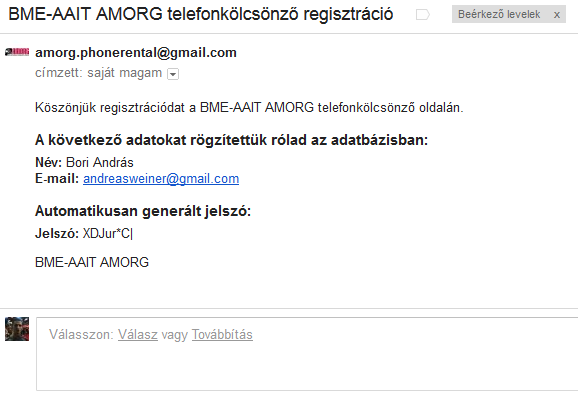 BME-AAIT AMORG telefonkölcsönző regisztráció
Beérkező levelek x
amorg.phonerental@gmail.com
címzett: saját magam
Köszönjük regisztrációdat a BME-AAIT AMORG telefonkölcsönző oldalán.
A következő adatokat rögzítettük rólad az adatbázisban:
Név: Bori András
E-mail: andreasweiner@gmail.com
Automatikusan generált jelszó:
Jelszó: XDJur*C|
BME-AAIT AMORG
Válasszon: Válasz vagy Továbbítás